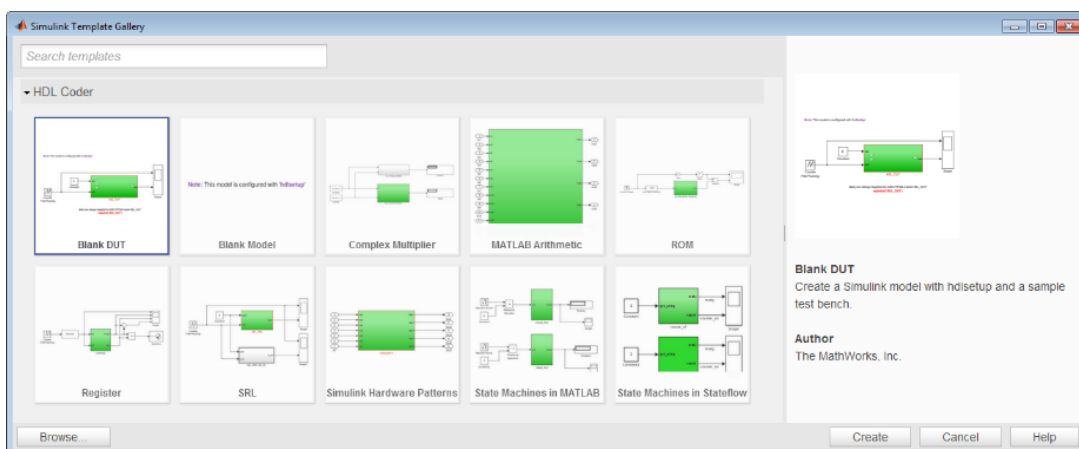 Simulink Template Gallery
Search templates
HDL Coder
Note: This model is configured with 'hdlsetup'
Blank DUT
Blank Model
Complex Multiplier
MATLAB Arithmetic
ROM
Register
SRL
Simulink Hardware Patterns
State Machines in MATLAB
State Machines in Stateflow
Blank DUT
Create a Simulink model with hdlsetup and a sample
test bench.
Author
The MathWorks, Inc.
Browse...
Create
Cancel
Help